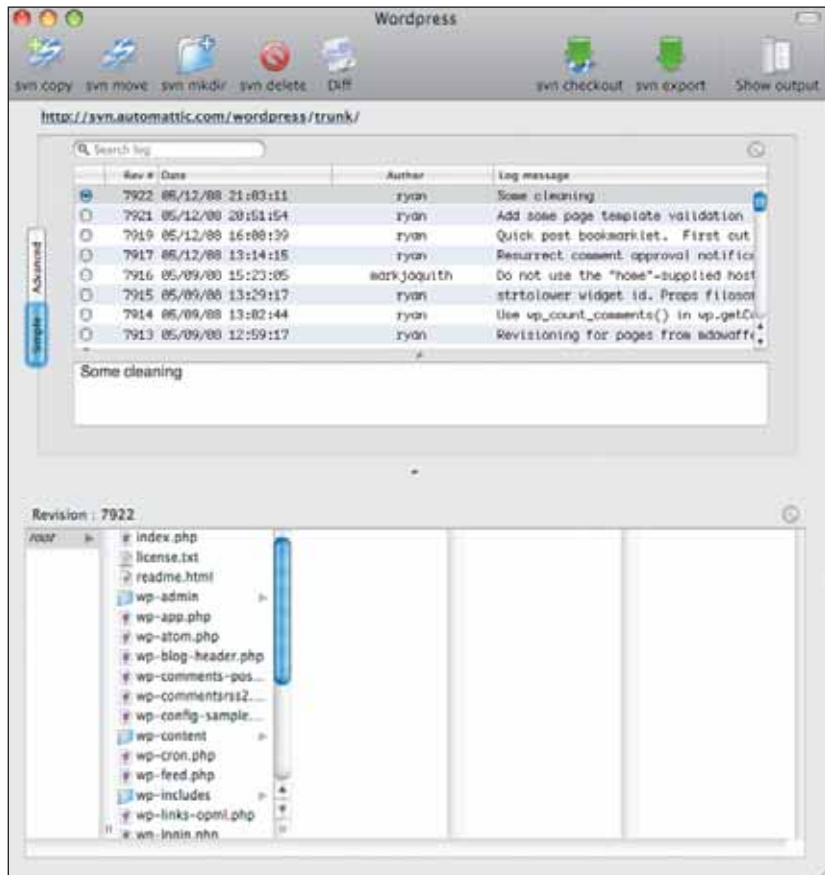 Wordpress
svn copy svn move svn mkdir svn delete Diff svn checkout svn export Show output
http://svn.automattic.com/wordpress/trunk/
Search log
Rev # Date Author Log message
7922 05/12/08 21:03:11 ryan Some cleaning
7921 05/12/08 20:51:54 ryan Add some page template validation
7919 05/12/08 16:08:39 ryan Quick post bookmarklet. First cut
7917 05/12/08 13:14:15 ryan Resurrect comment approval notific
7916 05/09/08 15:23:05 markjaquith Do not use the "home"-supplied host
7915 05/09/08 13:29:17 ryan strtolower widget id. Props filoso
7914 05/09/08 13:02:44 ryan Use wp_count_comments() in wp.getC
7913 05/09/08 12:59:17 ryan Revisioning for pages from mdawaffe
Advanced
Simple
Some cleaning
Revision : 7922
root
index.php
license.txt
readme.html
wp-admin
wp-app.php
wp-atom.php
wp-blog-header.php
wp-comments-pos...
wp-commentsrss2....
wp-config-sample....
wp-content
wp-cron.php
wp-feed.php
wp-includes
wp-links-opml.php
wp-login.php